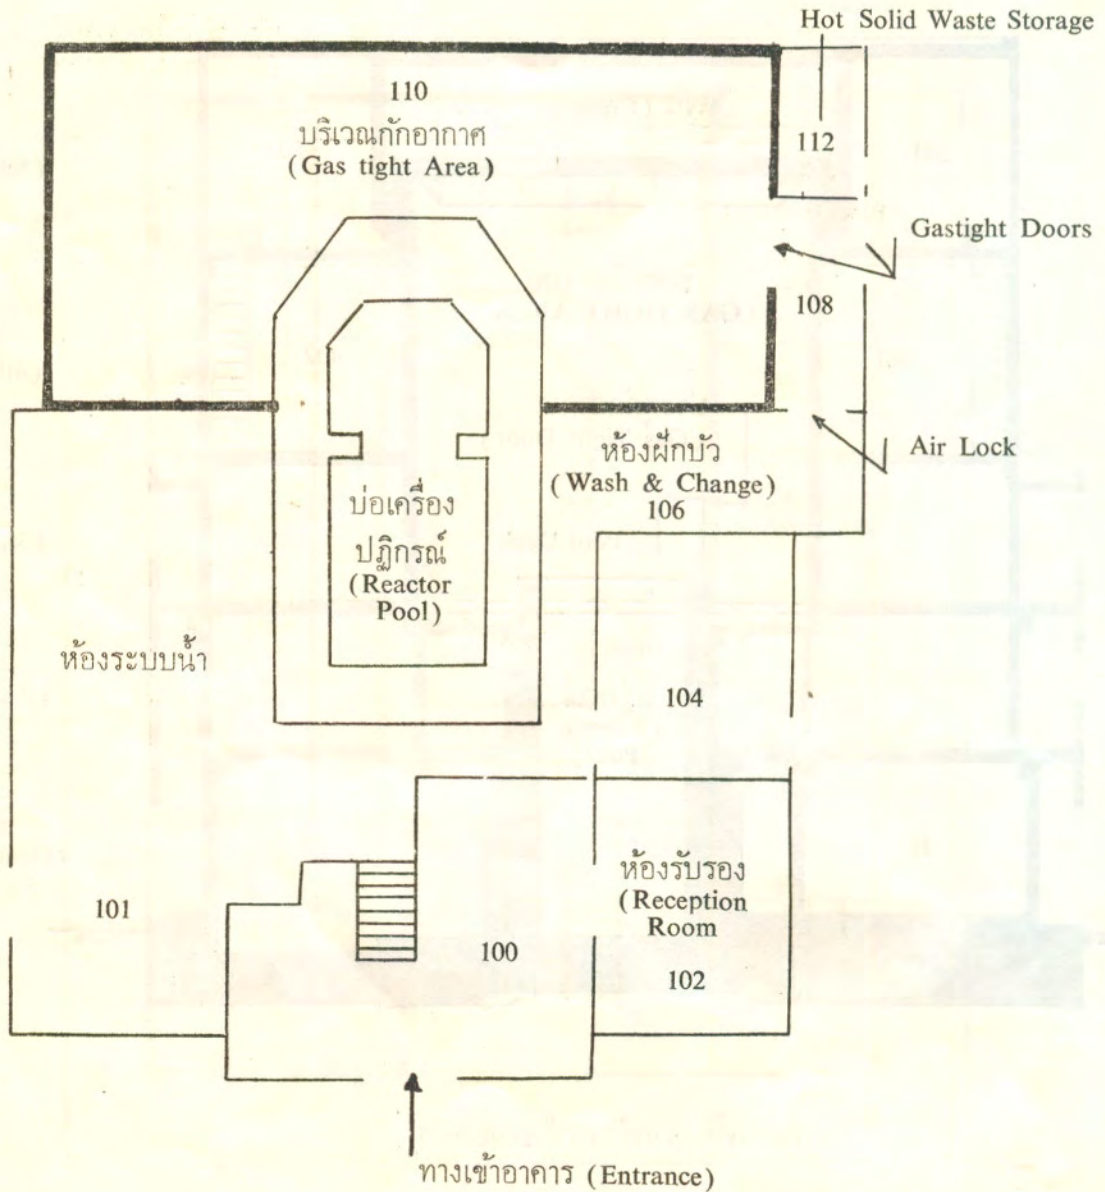 Hot Solid Waste Storage
110
บริเวณกักอากาศ
(Gas tight Area)
112
Gastight Doors
108
Air Lock
ห้องฝักบัว
(Wash & Change)
106
บ่อเครื่อง
ปฏิกรณ์
(Reactor
Pool)
ห้องระบบน้ำ
104
ห้องรับรอง
(Reception
Room
101
100
102
ทางเข้าอาคาร (Entrance)